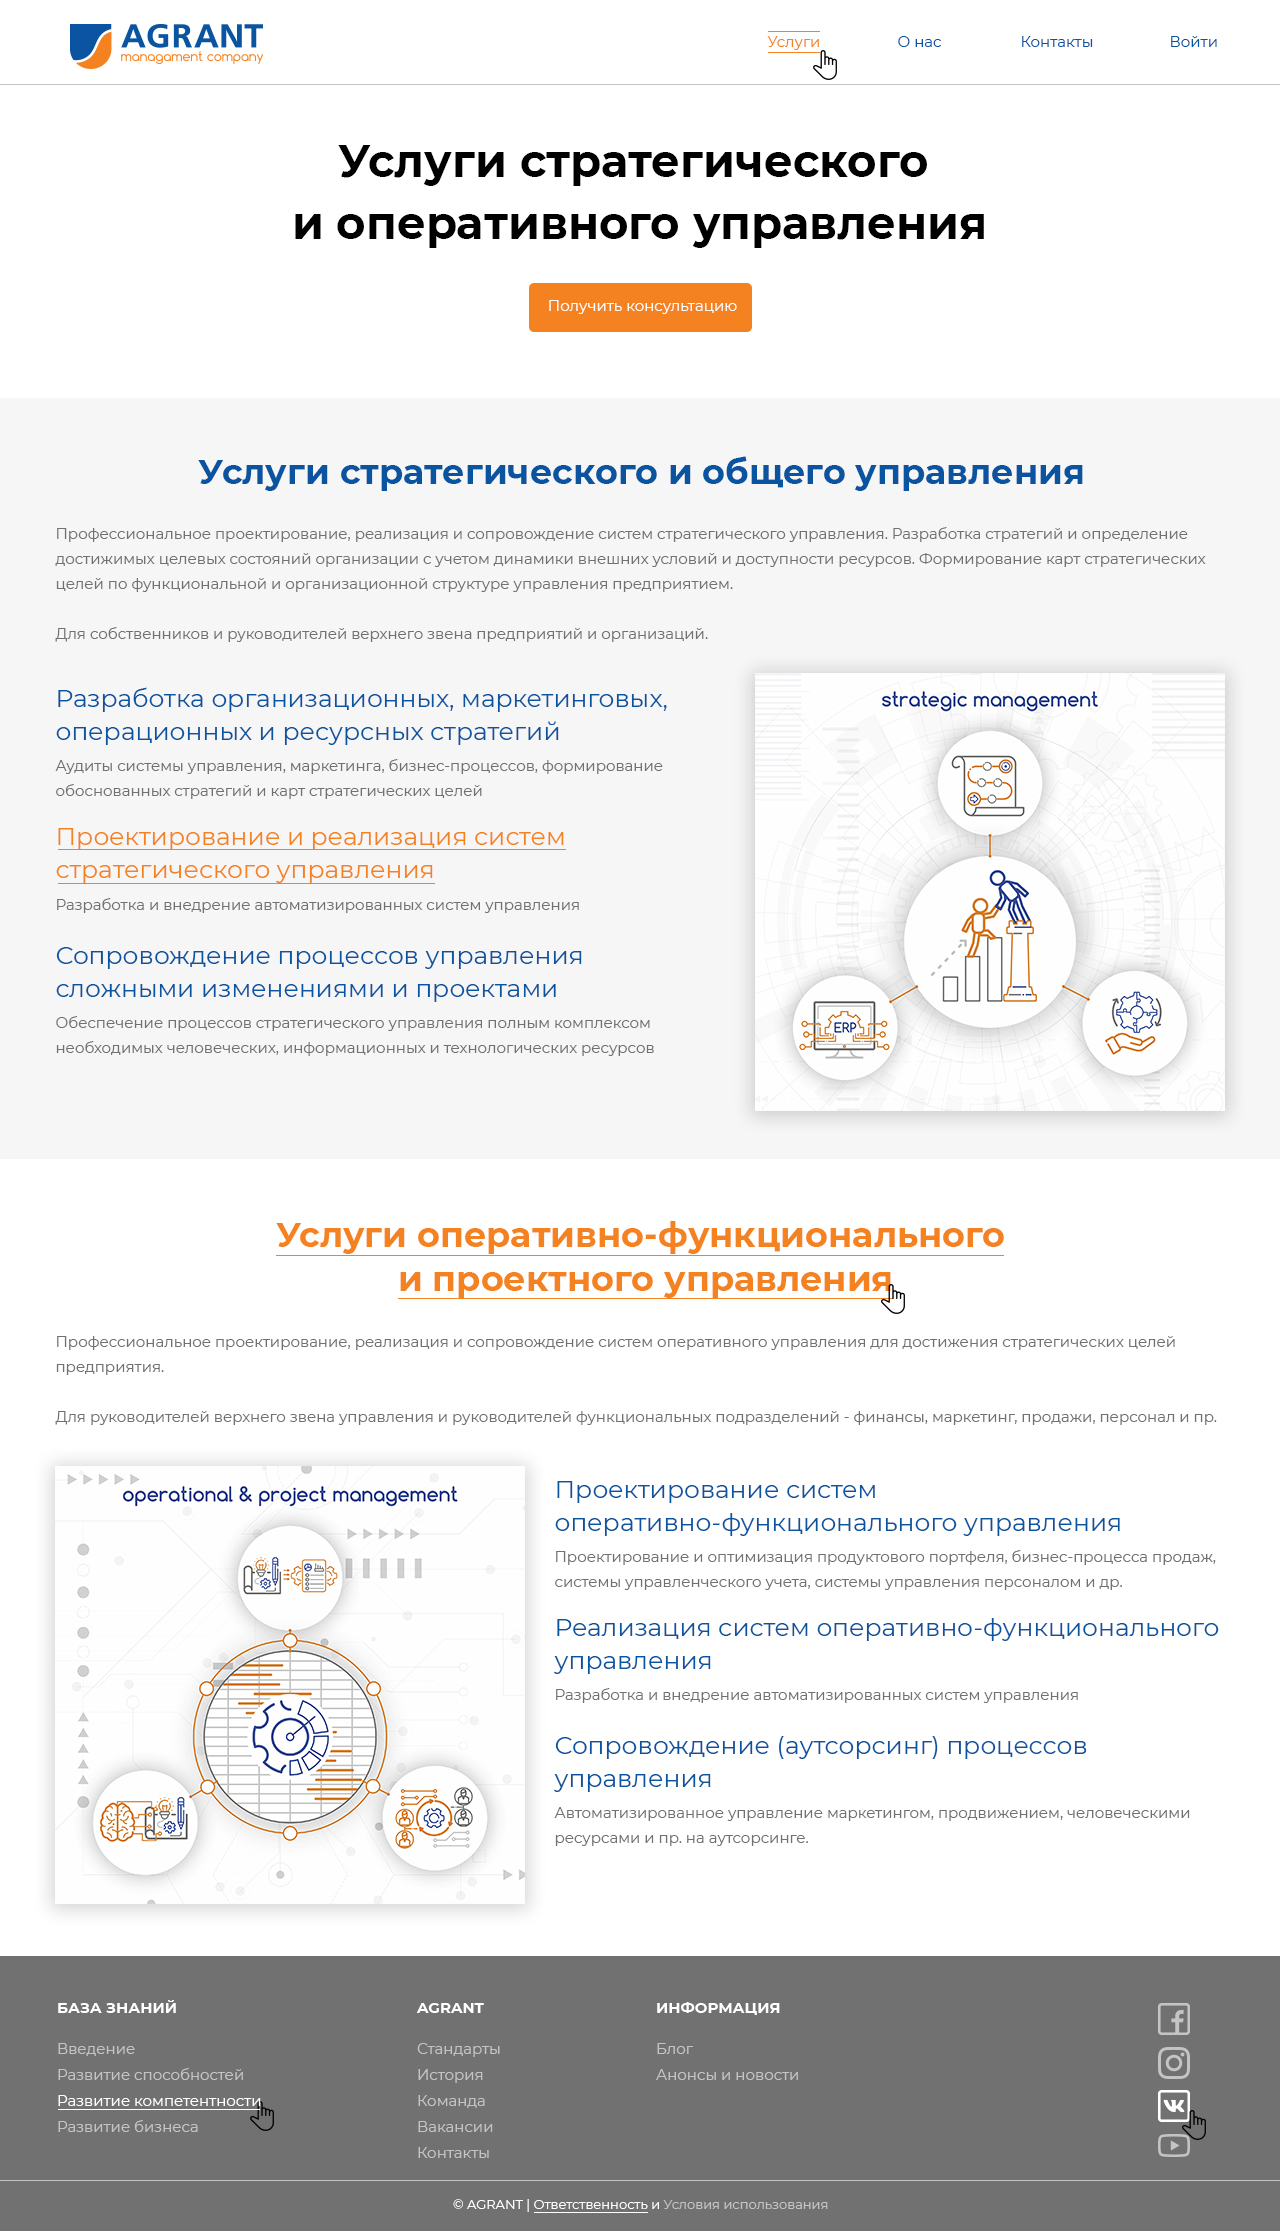 AGRANT
managament company
Услуги
О нас
Контакты
Войти
Услуги стратегического
и оперативного управления
Получить консультацию
Услуги стратегического и общего управления
Профессиональное проектирование, реализация и сопровождение систем стратегического управления. Разработка стратегий и определение
достижимых целевых состояний организации с учетом динамики внешних условий и доступности ресурсов. Формирование карт стратегических
целей по функциональной и организационной структуре управления предприятием.
Для собственников и руководителей верхнего звена предприятий и организаций.
Разработка организационных, маркетинговых,
операционных и ресурсных стратегий
Аудиты системы управления, маркетинга, бизнес-процессов, формирование
обоснованных стратегий и карт стратегических целей
Проектирование и реализация систем
стратегического управления
Разработка и внедрение автоматизированных систем управления
Сопровождение процессов управления
сложными изменениями и проектами
Обеспечение процессов стратегического управления полным комплексом
необходимых человеческих, информационных и технологических ресурсов
strategic management
ERP
Услуги оперативно-функционального
и проектного управления
Профессиональное проектирование, реализация и сопровождение систем оперативного управления для достижения стратегических целей
предприятия.
Для руководителей верхнего звена управления и руководителей функциональных подразделений - финансы, маркетинг, продажи, персонал и пр.
operational & project management
Проектирование систем
оперативно-функционального управления
Проектирование и оптимизация продуктового портфеля, бизнес-процесса продаж,
системы управленческого учета, системы управления персоналом и др.
Реализация систем оперативно-функционального
управления
Разработка и внедрение автоматизированных систем управления
Сопровождение (аутсорсинг) процессов
управления
Автоматизированное управление маркетингом, продвижением, человеческими
ресурсами и пр. на аутсорсинге.
БАЗА ЗНАНИЙ
Введение
Развитие способностей
Развитие компетентности
Развитие бизнеса
AGRANT
Стандарты
История
Команда
Вакансии
Контакты
ИНФОРМАЦИЯ
Блог
Анонсы и новости
© AGRANT | Ответственность и Условия использования